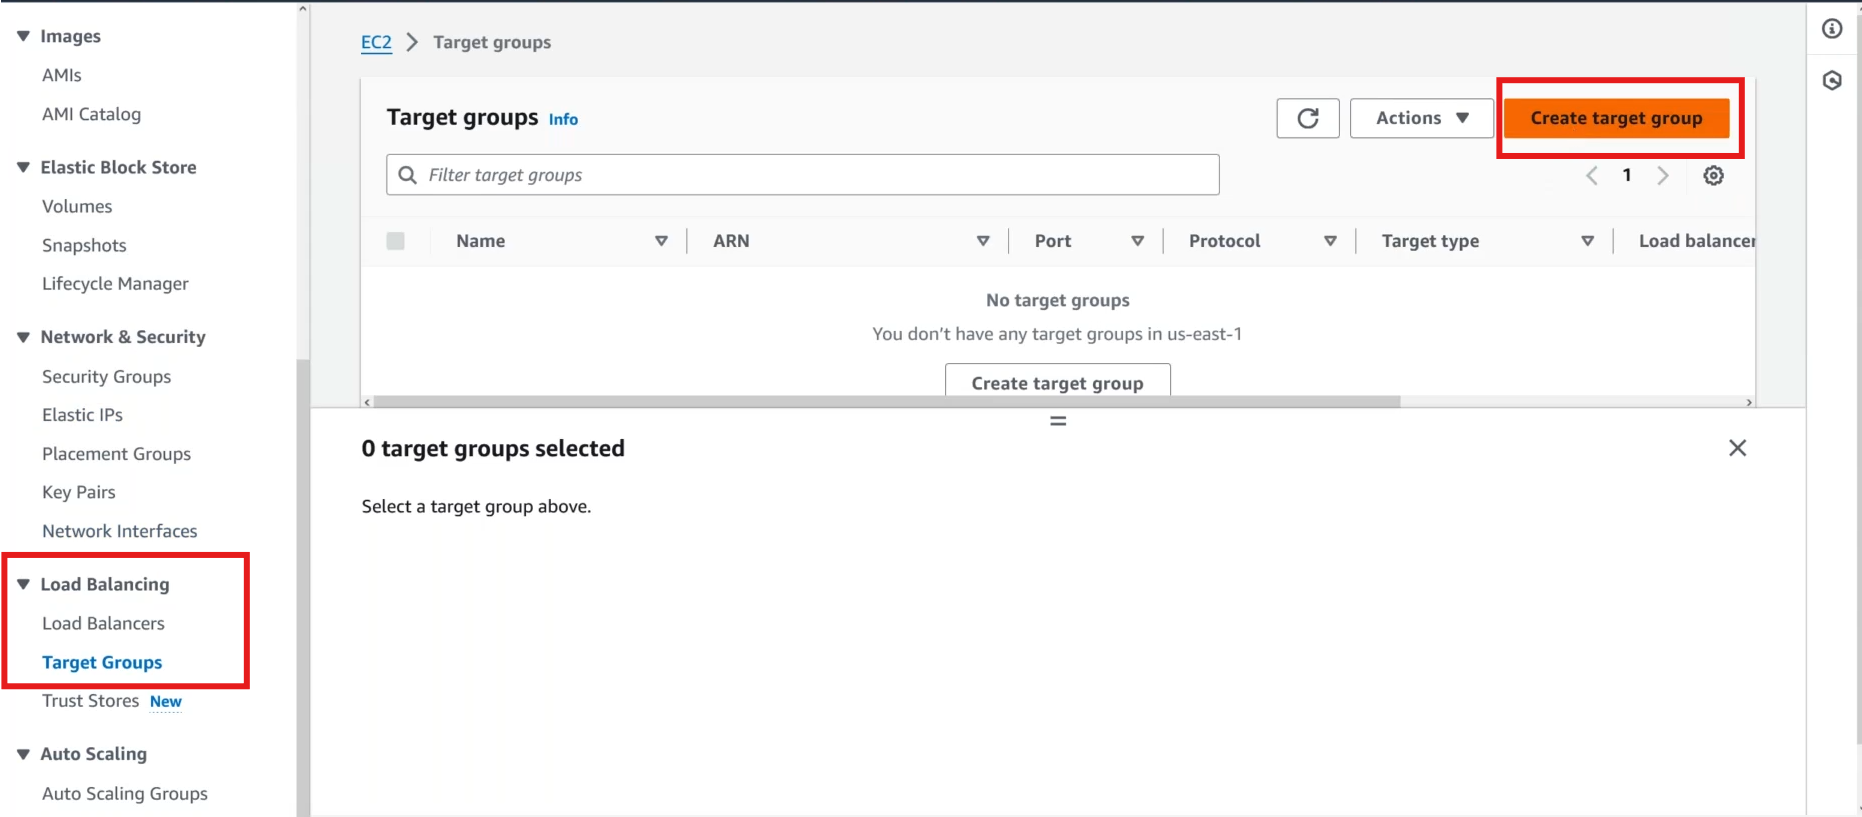 Images
AMIs
AMI Catalog
Elastic Block Store
Volumes
Snapshots
Lifecycle Manager
Network & Security
Security Groups
Elastic IPs
Placement Groups
Key Pairs
Network Interfaces
Load Balancing
Load Balancers
Target Groups
Trust Stores New
Auto Scaling
Auto Scaling Groups
EC2 > Target groups
Target groups Info
Actions
Create target group
Filter target groups
1
Name ARN Port Protocol Target type Load balancer
No target groups
You don't have any target groups in us-east-1
Create target group
0 target groups selected
Select a target group above.